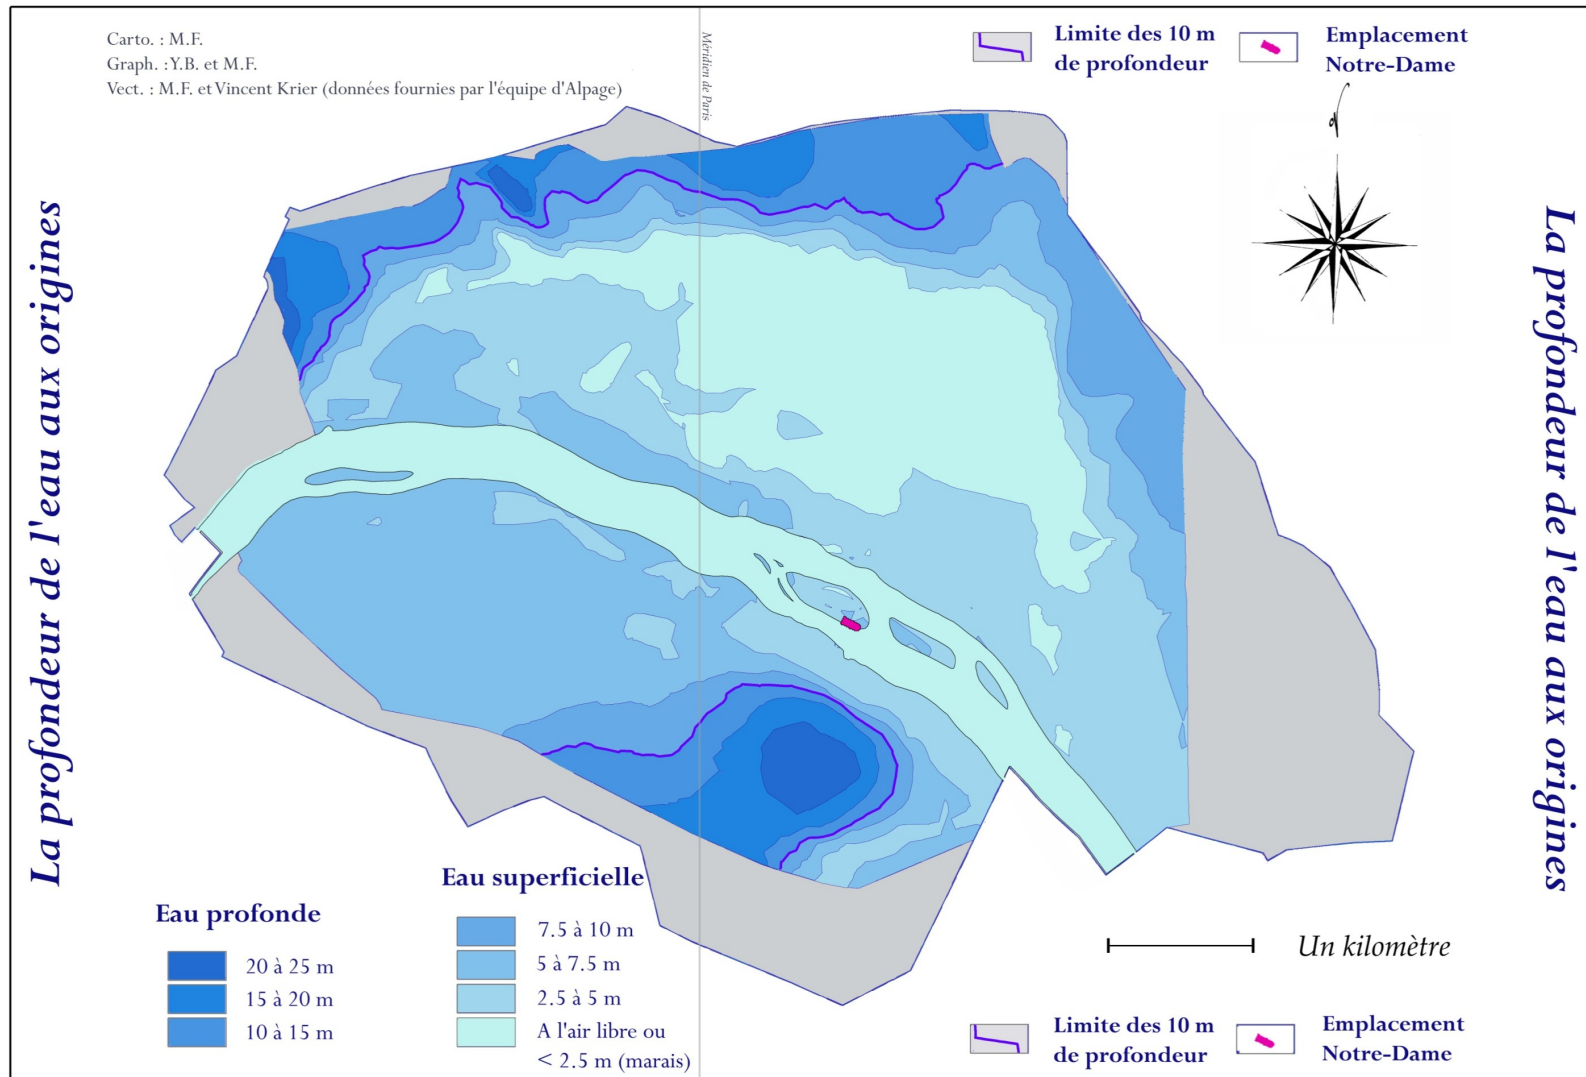 Carto. : M.F.
Graph. :Y.B. et M.F.
Vect. : M.F. et Vincent Krier (données fournies par l'équipe d'Alpage)
Méridien de Paris
Limite des 10 m
de profondeur
Emplacement
Notre-Dame
La profondeur de l'eau aux origines
La profondeur de l'eau aux origines
Eau profonde
20 à 25 m
15 à 20 m
10 à 15 m
Eau superficielle
7.5 à 10 m
5 à 7.5 m
2.5 à 5 m
A l'air libre ou
< 2.5 m (marais)
Un kilomètre
Limite des 10 m
de profondeur
Emplacement
Notre-Dame